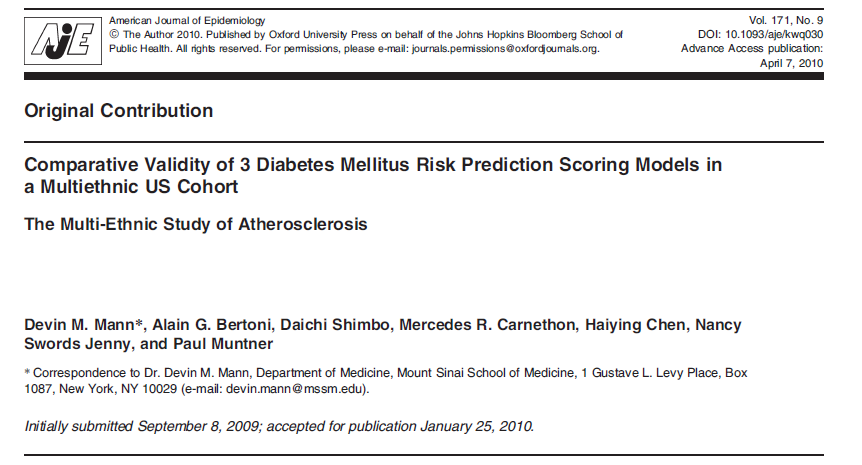 AJE
American Journal of Epidemiology
© The Author 2010. Published by Oxford University Press on behalf of the Johns Hopkins Bloomberg School of
Public Health. All rights reserved. For permissions, please e-mail: journals.permissions@oxfordjournals.org.
Vol. 171, No. 9
DOI: 10.1093/aje/kwq030
Advance Access publication:
April 7, 2010
Original Contribution
Comparative Validity of 3 Diabetes Mellitus Risk Prediction Scoring Models in
a Multiethnic US Cohort
The Multi-Ethnic Study of Atherosclerosis
Devin M. Mann*, Alain G. Bertoni, Daichi Shimbo, Mercedes R. Carnethon, Haiying Chen, Nancy
Swords Jenny, and Paul Muntner
* Correspondence to Dr. Devin M. Mann, Department of Medicine, Mount Sinai School of Medicine, 1 Gustave L. Levy Place, Box
1087, New York, NY 10029 (e-mail: devin.mann@mssm.edu).
Initially submitted September 8, 2009; accepted for publication January 25, 2010.